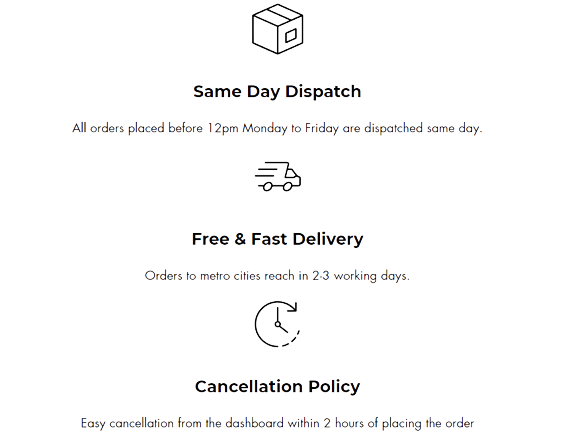 Same Day Dispatch
All orders placed before 12pm Monday to Friday are dispatched same day.
Free & Fast Delivery
Orders to metro cities reach in 2-3 working days.
Cancellation Policy
Easy cancellation from the dashboard within 2 hours of placing the order